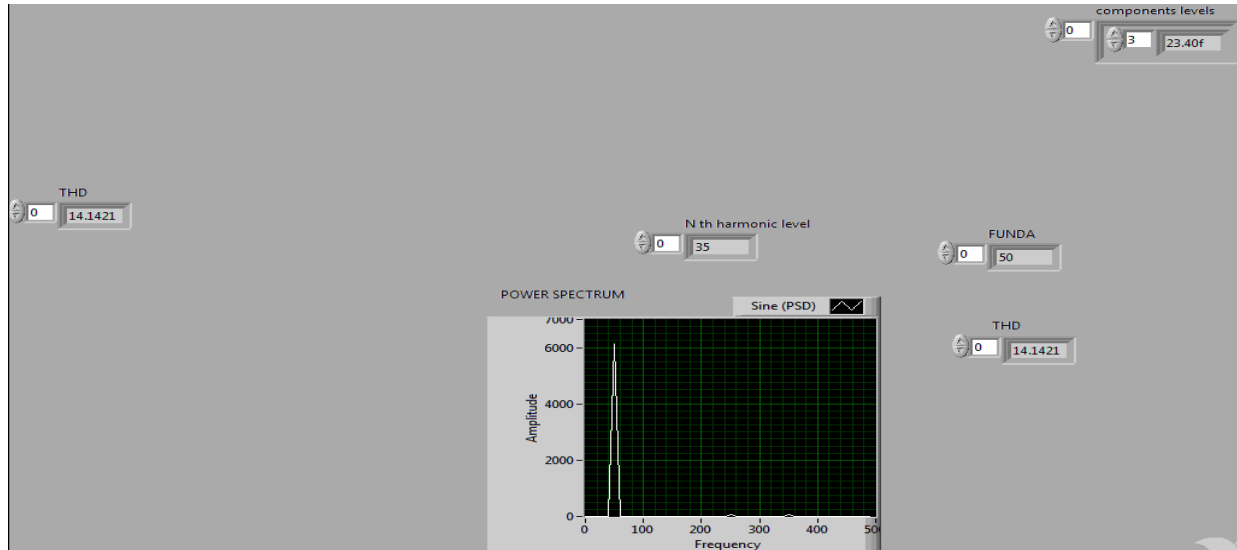 components levels
0 3 23.40f
THD
0 14.1421
N th harmonic level
0 35
FUNDA
0 50
POWER SPECTRUM
Sine (PSD)
THD
0 14.1421
7000
6000
4000
2000
0
Amplitude
0 100 200 300 400 500
Frequency